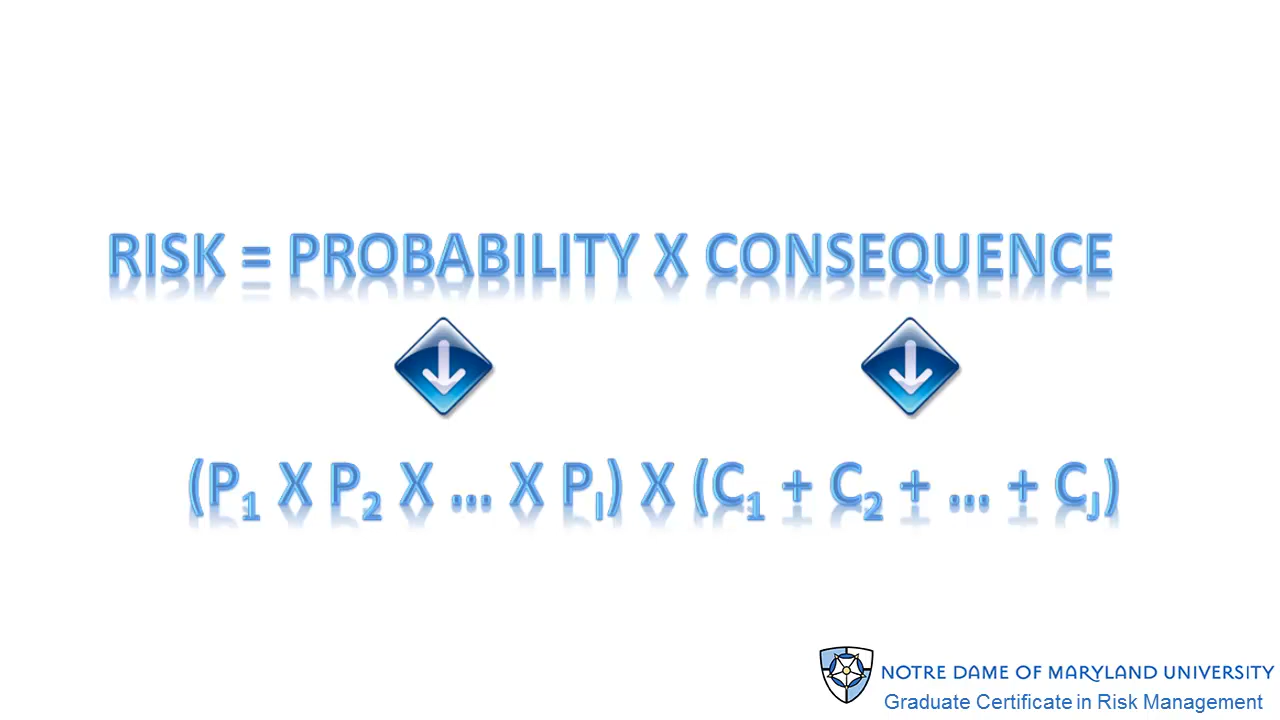 RISK = PROBABILITY X CONSEQUENCE
(P₁ X P₂ X ... X Pᵢ) X (C₁ + C₂ + ... + Cⱼ)
NOTRE DAME OF MARYLAND UNIVERSITY
Graduate Certificate in Risk Management